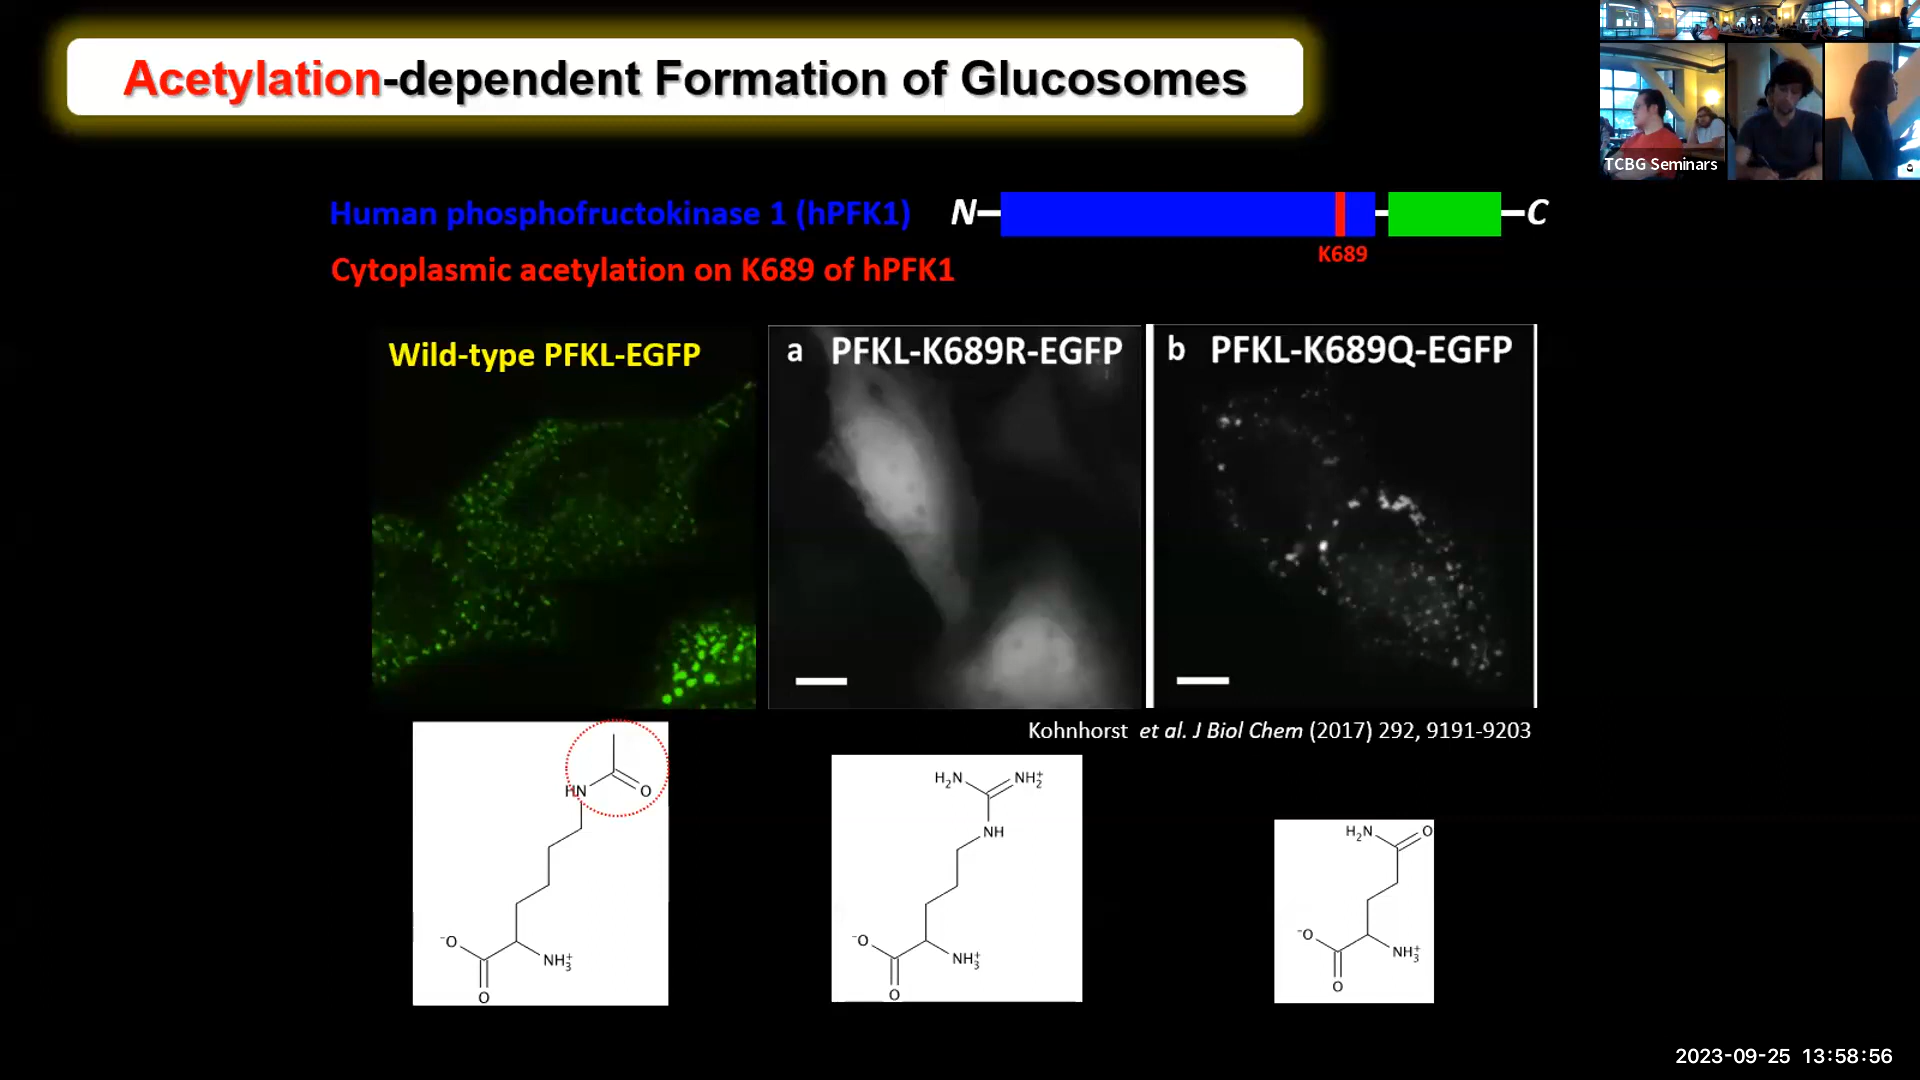 Acetylation-dependent Formation of Glucosomes
TCBG Seminars
Human phosphofructokinase 1 (hPFK1)
N
C
K689
Cytoplasmic acetylation on K689 of hPFK1
Wild-type PFKL-EGFP
a PFKL-K689R-EGFP
b PFKL-K689Q-EGFP
Kohnhorst et al. J Biol Chem (2017) 292, 9191-9203
HN
O
⁻O
NH₃⁺
O
H₂N
NH₂⁺
NH
⁻O
NH₃⁺
O
H₂N
O
⁻O
NH₃⁺
O
2023-09-25 13:58:56